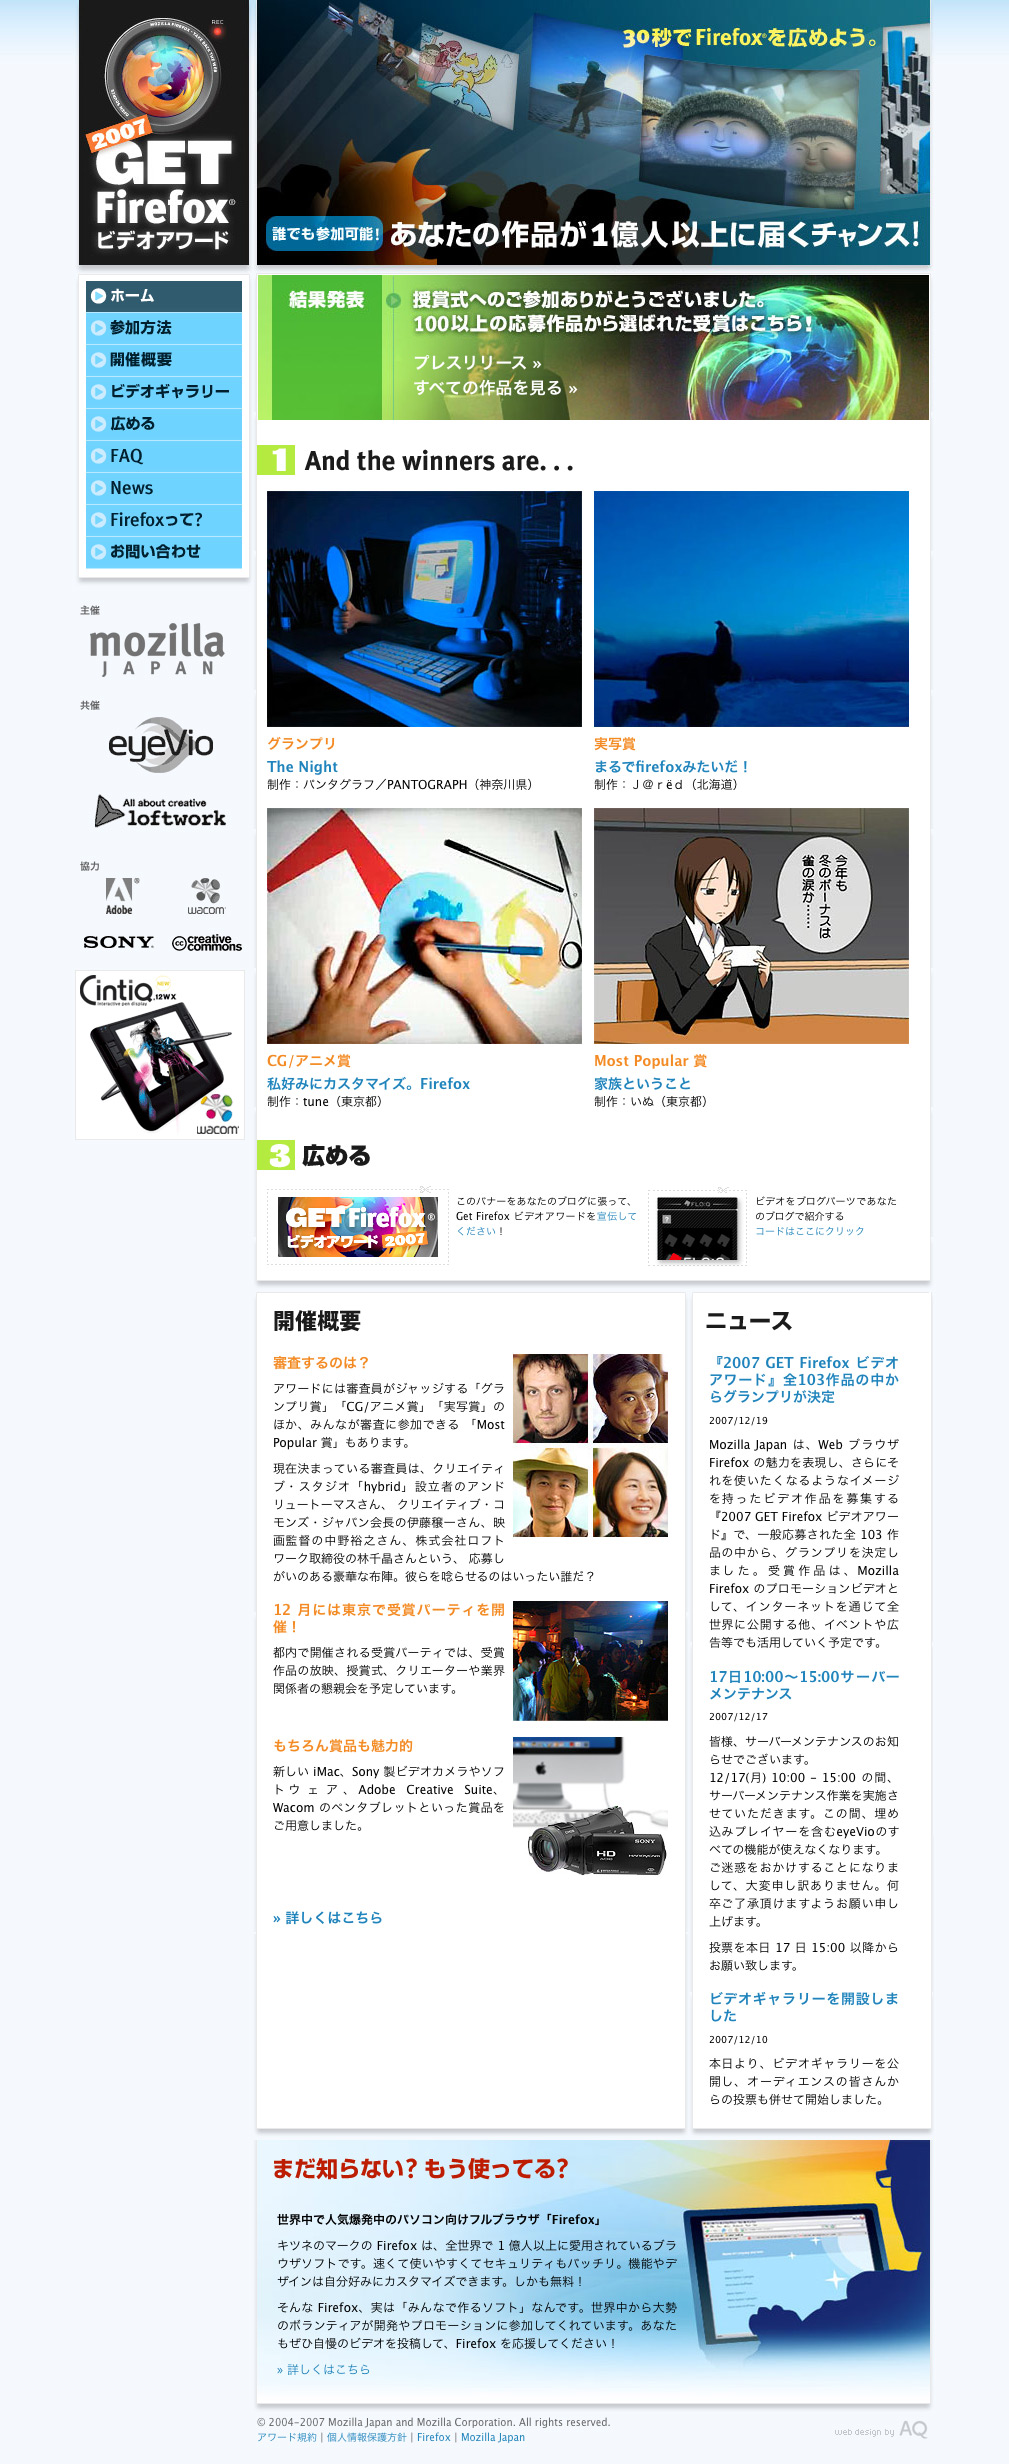 REC
2007
GET
Firefox®
ビデオアワード
30秒でFirefox®を広めよう。
誰でも参加可能！ あなたの作品が1億人以上に届くチャンス！
ホーム
参加方法
開催概要
ビデオギャラリー
広める
FAQ
News
Firefoxって?
お問い合わせ
主催
mozilla
JAPAN
共催
eyeVio
All about creative
loftwork
協力
Adobe
wacom
SONY
creative commons
Cintiq 12WX
NEW
interactive pen display
wacom
結果発表
授賞式へのご参加ありがとうございました。
100以上の応募作品から選ばれた受賞はこちら！
プレスリリース »
すべての作品を見る »
1 And the winners are. . .
グランプリ
The Night
制作：パンタグラフ／PANTOGRAPH（神奈川県）
実写賞
まるでfirefoxみたいだ！
制作：Ｊ＠ｒёｄ（北海道）
今年も
冬のボーナスは
雀の涙か……
CG/アニメ賞
私好みにカスタマイズ。Firefox
制作：tune（東京都）
Most Popular 賞
家族ということ
制作：いぬ（東京都）
3 広める
GET Firefox®
ビデオアワード 2007
このバナーをあなたのブログに張って、
Get Firefox ビデオアワードを宣伝して
ください！
FLO:Q
ビデオをブログパーツであなた
のブログで紹介する
コードはここにクリック
開催概要
審査するのは？
アワードには審査員がジャッジする「グラ
ンプリ賞」「CG/アニメ賞」「実写賞」の
ほか、みんなが審査に参加できる 「Most
Popular 賞」もあります。
現在決まっている審査員は、クリエイティ
ブ・スタジオ「hybrid」設立者のアンド
リュートーマスさん、 クリエイティブ・コ
モンズ・ジャパン会長の伊藤穰一さん、映
画監督の中野裕之さん、株式会社ロフト
ワーク取締役の林千晶さんという、 応募し
がいのある豪華な布陣。彼らを唸らせるのはいったい誰だ？
12 月には東京で受賞パーティを開
催！
都内で開催される受賞パーティでは、受賞
作品の放映、授賞式、クリエーターや業界
関係者の懇親会を予定しています。
もちろん賞品も魅力的
新しい iMac、Sony 製ビデオカメラやソフ
トウェア、Adobe Creative Suite、
Wacom のペンタブレットといった賞品を
ご用意しました。
SONY
HD
HANDYCAM
» 詳しくはこちら
ニュース
『2007 GET Firefox ビデオ
アワード』全103作品の中か
らグランプリが決定
2007/12/19
Mozilla Japan は、Web ブラウザ
Firefox の魅力を表現し、さらにそ
れを使いたくなるようなイメージ
を持ったビデオ作品を募集する
『2007 GET Firefox ビデオアワー
ド』で、一般応募された全 103 作
品の中から、グランプリを決定し
ました。受賞作品は、Mozilla
Firefox のプロモーションビデオと
して、インターネットを通じて全
世界に公開する他、イベントや広
告等でも活用していく予定です。
17日10:00〜15:00サーバー
メンテナンス
2007/12/17
皆様、サーバーメンテナンスのお知
らせでございます。
12/17(月) 10:00 - 15:00 の間、
サーバーメンテナンス作業を実施さ
せていただきます。この間、埋め
込みプレイヤーを含むeyeVioのす
べての機能が使えなくなります。
ご迷惑をおかけすることになりまし
て、大変申し訳ありません。何
卒ご了承頂けますようお願い申し
上げます。
投票を本日 17 日 15:00 以降から
お願い致します。
ビデオギャラリーを開設しま
した
2007/12/10
本日より、ビデオギャラリーを公
開し、オーディエンスの皆さんか
らの投票も併せて開始しました。
まだ知らない？もう使ってる？
世界中で人気爆発中のパソコン向けフルブラウザ「Firefox」
キツネのマークの Firefox は、全世界で 1 億人以上に愛用されているブラ
ウザソフトです。速くて使いやすくてセキュリティもバッチリ。機能やデ
ザインは自分好みにカスタマイズできます。しかも無料！
そんな Firefox、実は「みんなで作るソフト」なんです。世界中から大勢
のボランティアが開発やプロモーションに参加してくれています。あなた
もぜひ自慢のビデオを投稿して、Firefox を応援してください！
» 詳しくはこちら
© 2004-2007 Mozilla Japan and Mozilla Corporation. All rights reserved.
アワード規約 | 個人情報保護方針 | Firefox | Mozilla Japan
web design by AQ